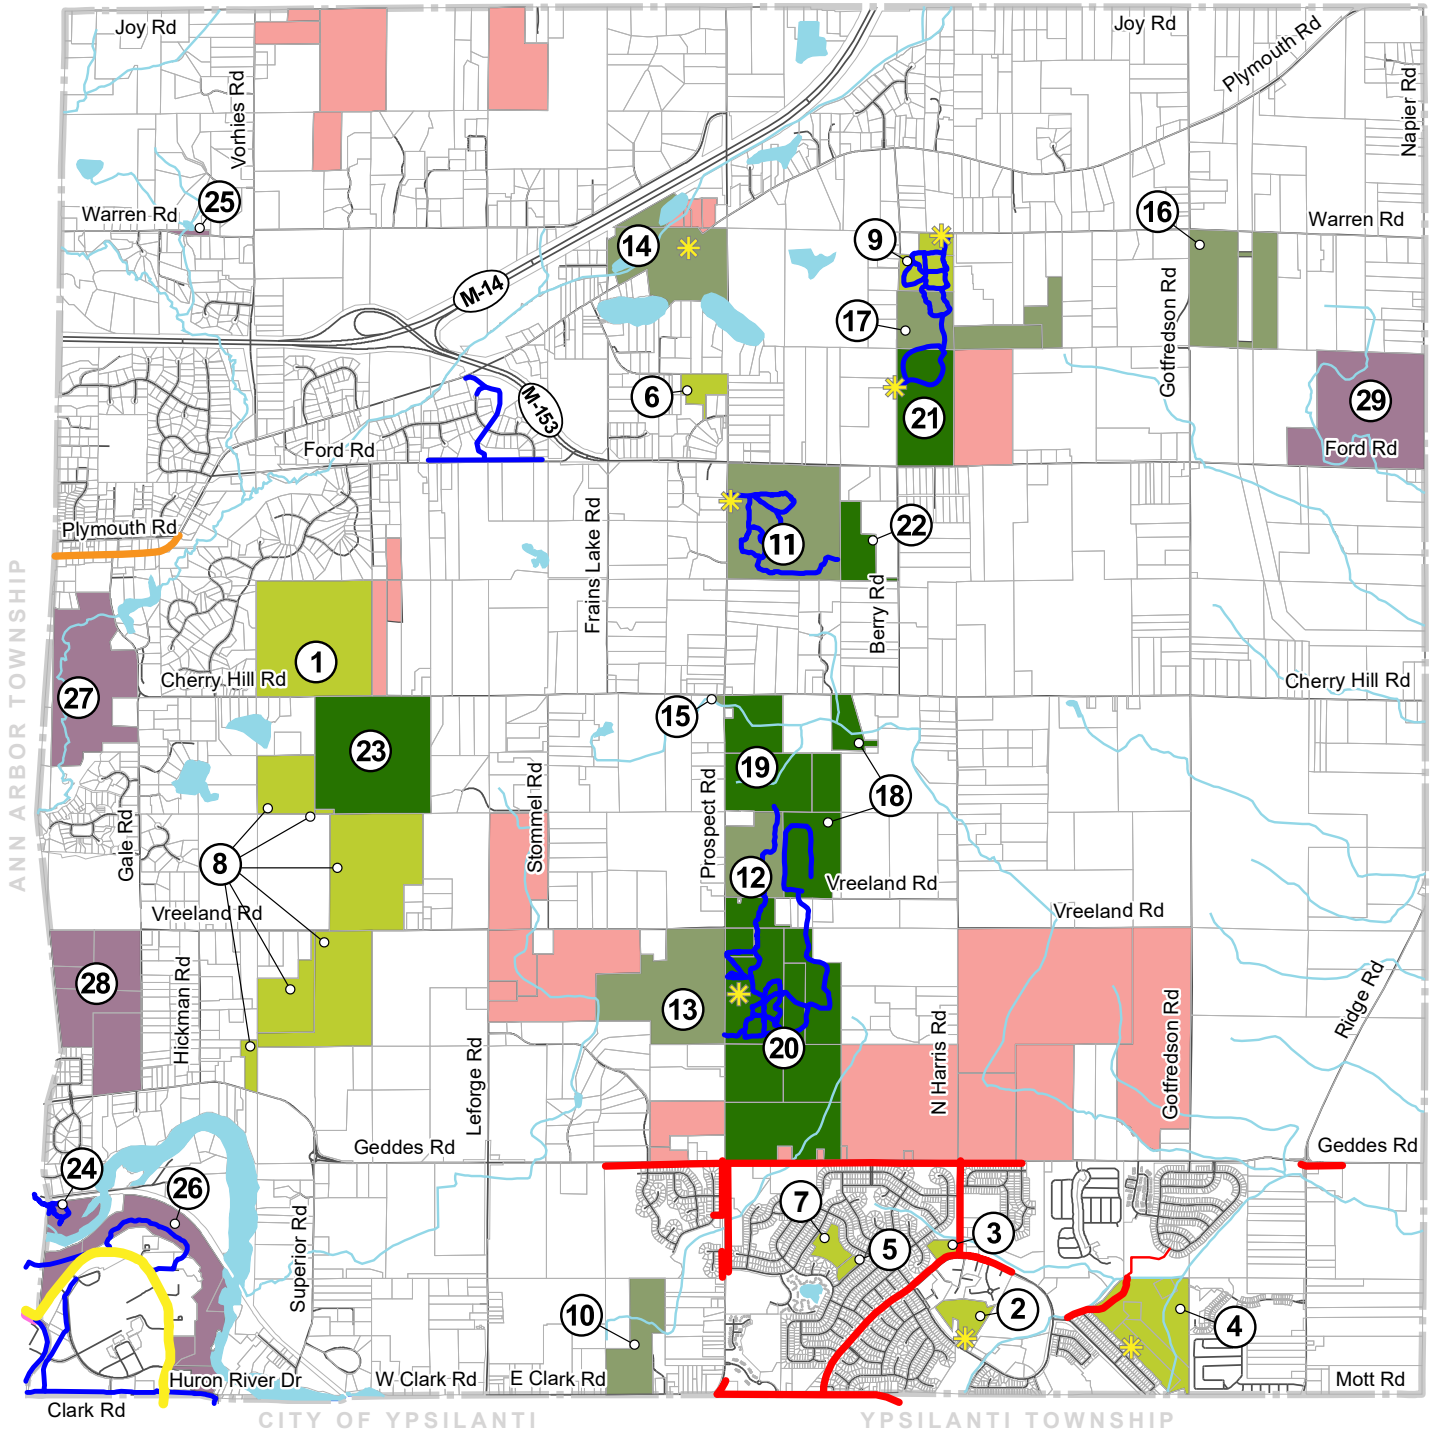 Joy Rd
Joy Rd
Plymouth Rd
Napier Rd
Vorhies Rd
25
Warren Rd
16
Warren Rd
14
9
M-14
17
Gotfredson Rd
6
M-153
21
29
Ford Rd
Ford Rd
Plymouth Rd
Frains Lake Rd
11
22
Berry Rd
ANN ARBOR TOWNSHIP
1
Cherry Hill Rd
Cherry Hill Rd
27
15
23
19
18
Gale Rd
Stommel Rd
Prospect Rd
8
12
Vreeland Rd
Vreeland Rd
Vreeland Rd
28
Hickman Rd
13
20
Leforge Rd
N Harris Rd
Gotfredson Rd
Ridge Rd
Geddes Rd
Geddes Rd
24
26
7
3
5
Superior Rd
10
2
4
Huron River Dr
W Clark Rd
E Clark Rd
Mott Rd
Clark Rd
CITY OF YPSILANTI
YPSILANTI TOWNSHIP